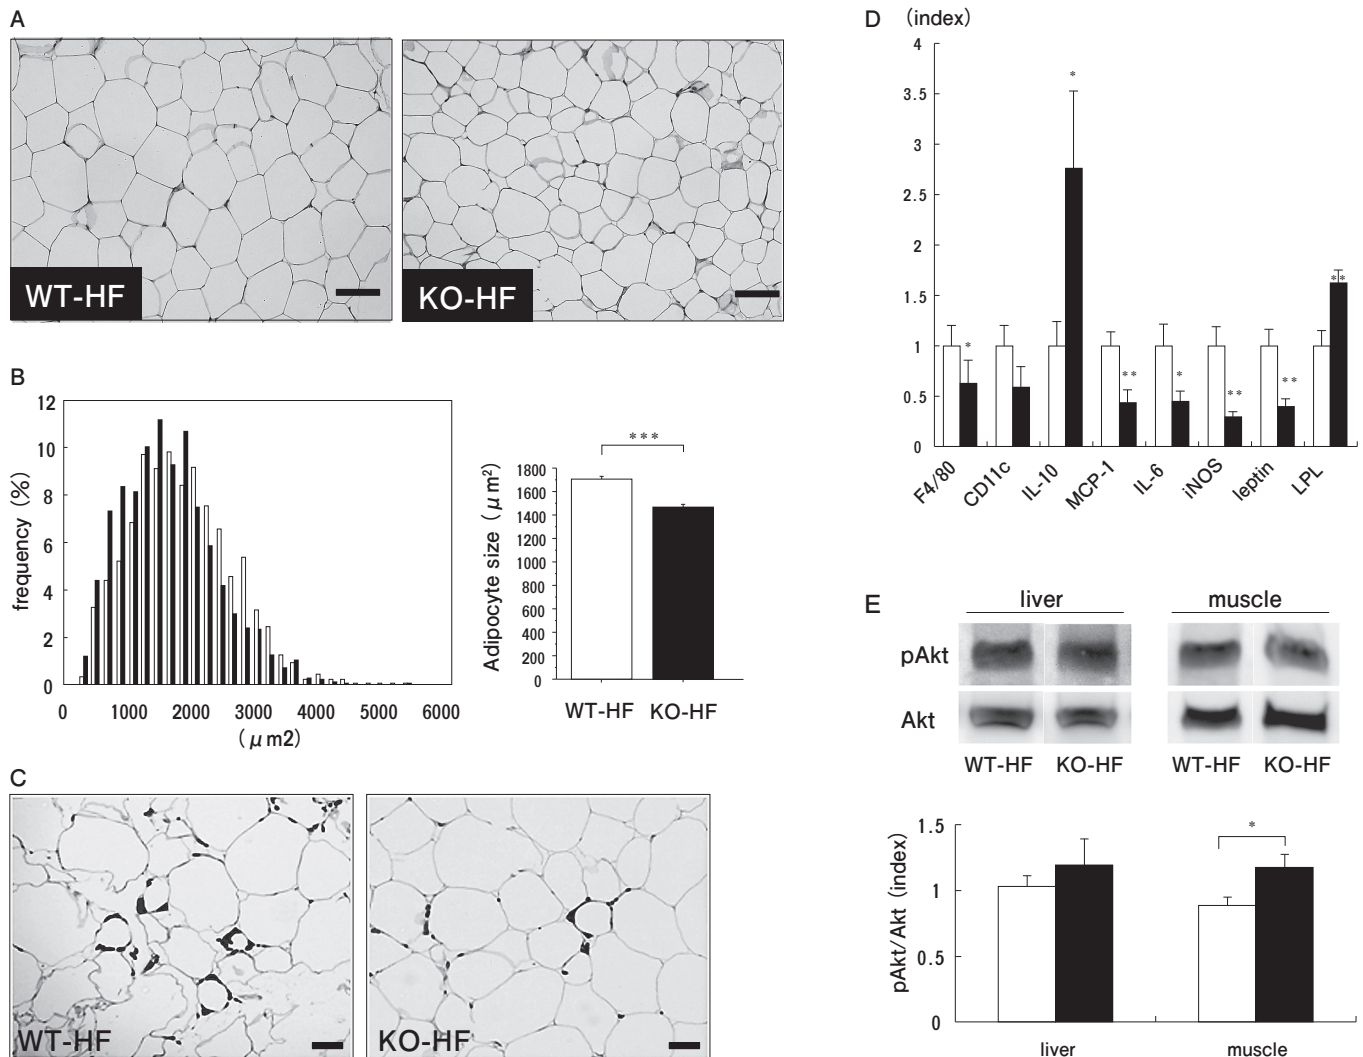 A
WT-HF
KO-HF
B
frequency (%)
12
10
8
6
4
2
0
0 1000 2000 3000 4000 5000 6000
(μm2)
***
Adipocyte size (μm²)
1800
1600
1400
1200
1000
800
600
400
200
0
WT-HF KO-HF
C
WT-HF
KO-HF
D (index)
4
3.5
3
2.5
2
1.5
1
0.5
0
* * ** * ** ** **
F4/80 CD11c IL-10 MCP-1 IL-6 iNOS leptin LPL
E
liver muscle
pAkt
Akt
WT-HF KO-HF WT-HF KO-HF
pAkt/Akt (index)
1.5
1
0.5
0
*
liver muscle